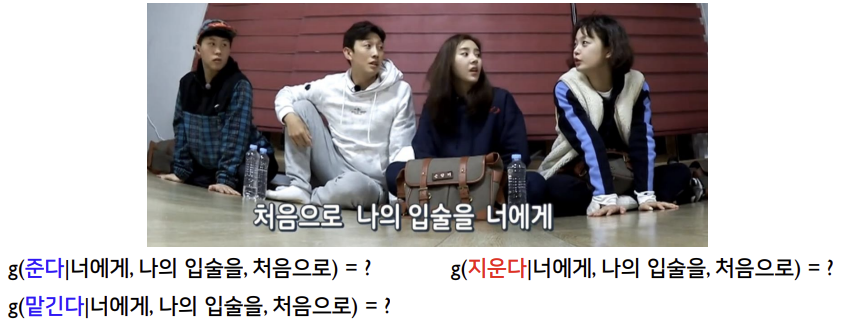 처음으로 나의 입술을 너에게
g(준다|너에게, 나의 입술을, 처음으로) = ?
g(지운다|너에게, 나의 입술을, 처음으로) = ?
g(맡긴다|너에게, 나의 입술을, 처음으로) = ?